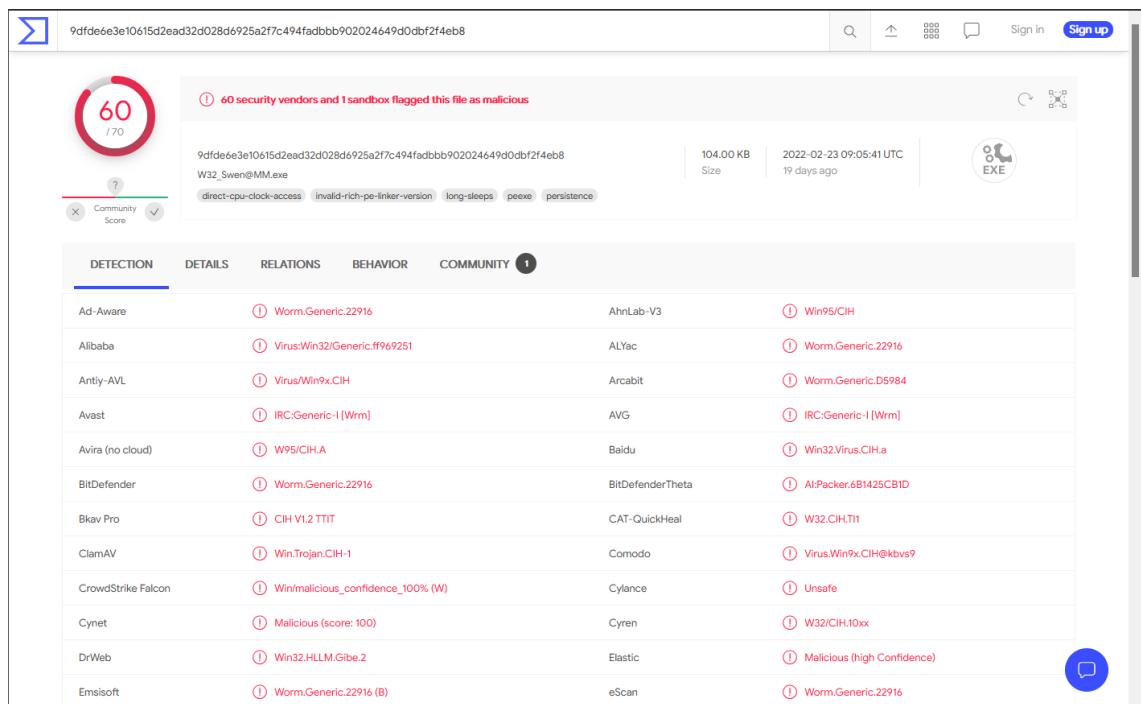 9dfde6e3e10615d2ead32d028d6925a2f7c494fadbbb902024649d0dbf2f4eb8 Sign in Sign up
60
/ 70
60 security vendors and 1 sandbox flagged this file as malicious
9dfde6e3e10615d2ead32d028d6925a2f7c494fadbbb902024649d0dbf2f4eb8
W32_Swen@MM.exe
direct-cpu-clock-access invalid-rich-pe-linker-version long-sleeps peexe persistence
104.00 KB
Size
2022-02-23 09:05:41 UTC
19 days ago
EXE
?
Community
Score
DETECTION DETAILS RELATIONS BEHAVIOR COMMUNITY 1
Ad-Aware Worm.Generic.22916 AhnLab-V3 Win95/CIH
Alibaba Virus:Win32/Generic.ff969251 ALYac Worm.Generic.22916
Antiy-AVL Virus/Win9x.CIH Arcabit Worm.Generic.D5984
Avast IRC:Generic-I [Wrm] AVG IRC:Generic-I [Wrm]
Avira (no cloud) W95/CIH.A Baidu Win32.Virus.CIH.a
BitDefender Worm.Generic.22916 BitDefenderTheta AI:Packer.6B1425CB1D
Bkav Pro CIH V1.2 TTIT CAT-QuickHeal W32.CIH.TI1
ClamAV Win.Trojan.CIH-1 Comodo Virus.Win9x.CIH@kbvs9
CrowdStrike Falcon Win/malicious_confidence_100% (W) Cylance Unsafe
Cynet Malicious (score: 100) Cyren W32/CIH.10xx
DrWeb Win32.HLLM.Gibe.2 Elastic Malicious (high Confidence)
Emsisoft Worm.Generic.22916 (B) eScan Worm.Generic.22916